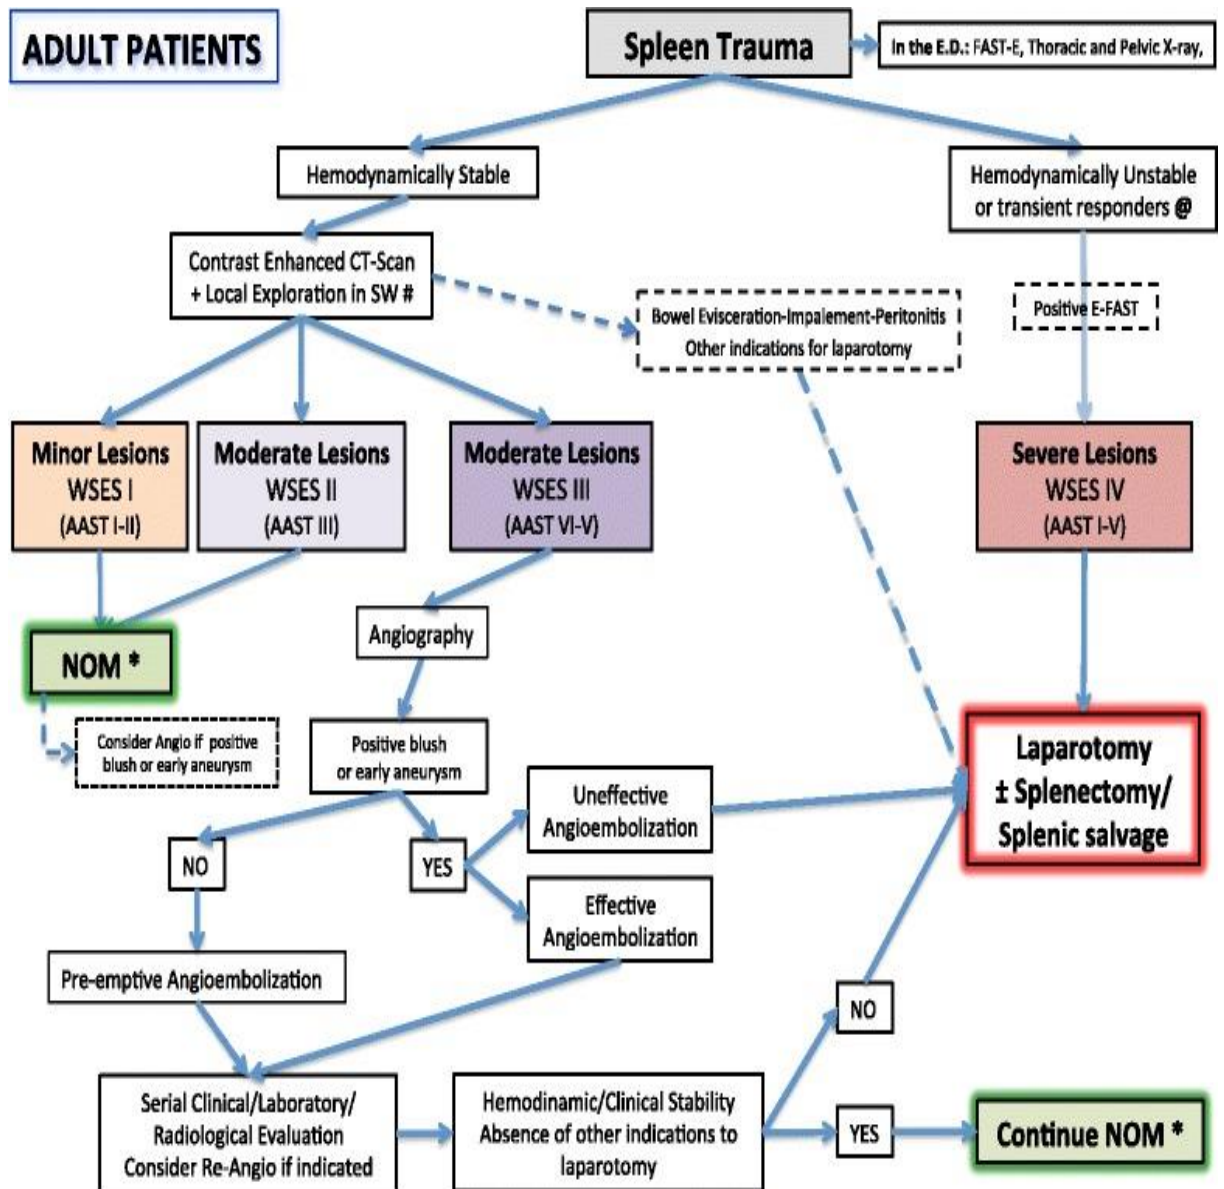 ADULT PATIENTS
Spleen Trauma
In the E.D.: FAST-E, Thoracic and Pelvic X-ray,
Hemodynamically Stable
Hemodynamically Unstable
or transient responders @
Contrast Enhanced CT-Scan
+ Local Exploration in SW #
Bowel Evisceration-Impalement-Peritonitis
Other indications for laparotomy
Positive E-FAST
Minor Lesions
WSES I
(AAST I-II)
Moderate Lesions
WSES II
(AAST III)
Moderate Lesions
WSES III
(AAST VI-V)
Severe Lesions
WSES IV
(AAST I-V)
NOM *
Angiography
Consider Angio if positive
blush or early aneurysm
Positive blush
or early aneurysm
Uneffective
Angioembolization
Laparotomy
± Splenectomy/
Splenic salvage
NO
YES
Effective
Angioembolization
Pre-emptive Angioembolization
NO
Serial Clinical/Laboratory/
Radiological Evaluation
Consider Re-Angio if indicated
Hemodinamic/Clinical Stability
Absence of other indications to
laparotomy
YES
Continue NOM *